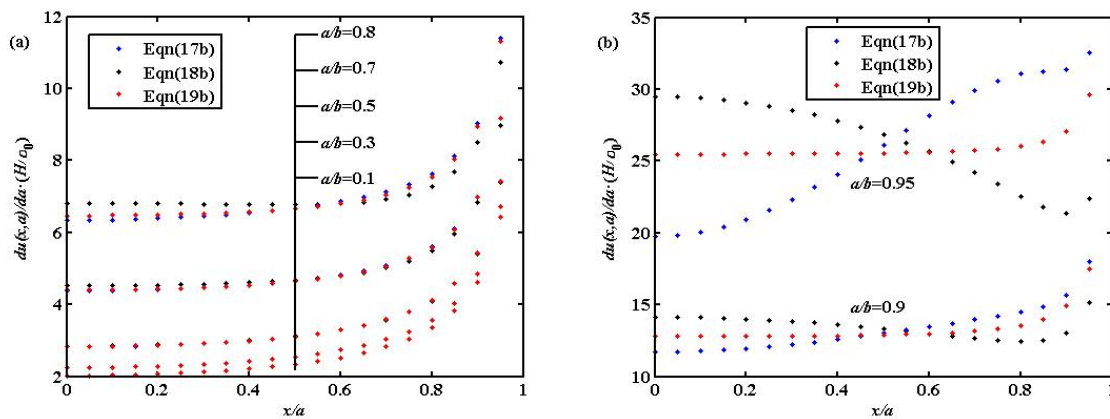 (a)
12
10
8
6
4
2
0
0.2
0.4
0.6
0.8
1
x/a
du(x,a)/da·(H/σ₀)
Eqn(17b)
Eqn(18b)
Eqn(19b)
a/b=0.8
a/b=0.7
a/b=0.5
a/b=0.3
a/b=0.1
(b)
35
30
25
20
15
10
0
0.2
0.4
0.6
0.8
1
x/a
du(x,a)/da·(H/σ₀)
Eqn(17b)
Eqn(18b)
Eqn(19b)
a/b=0.95
a/b=0.9